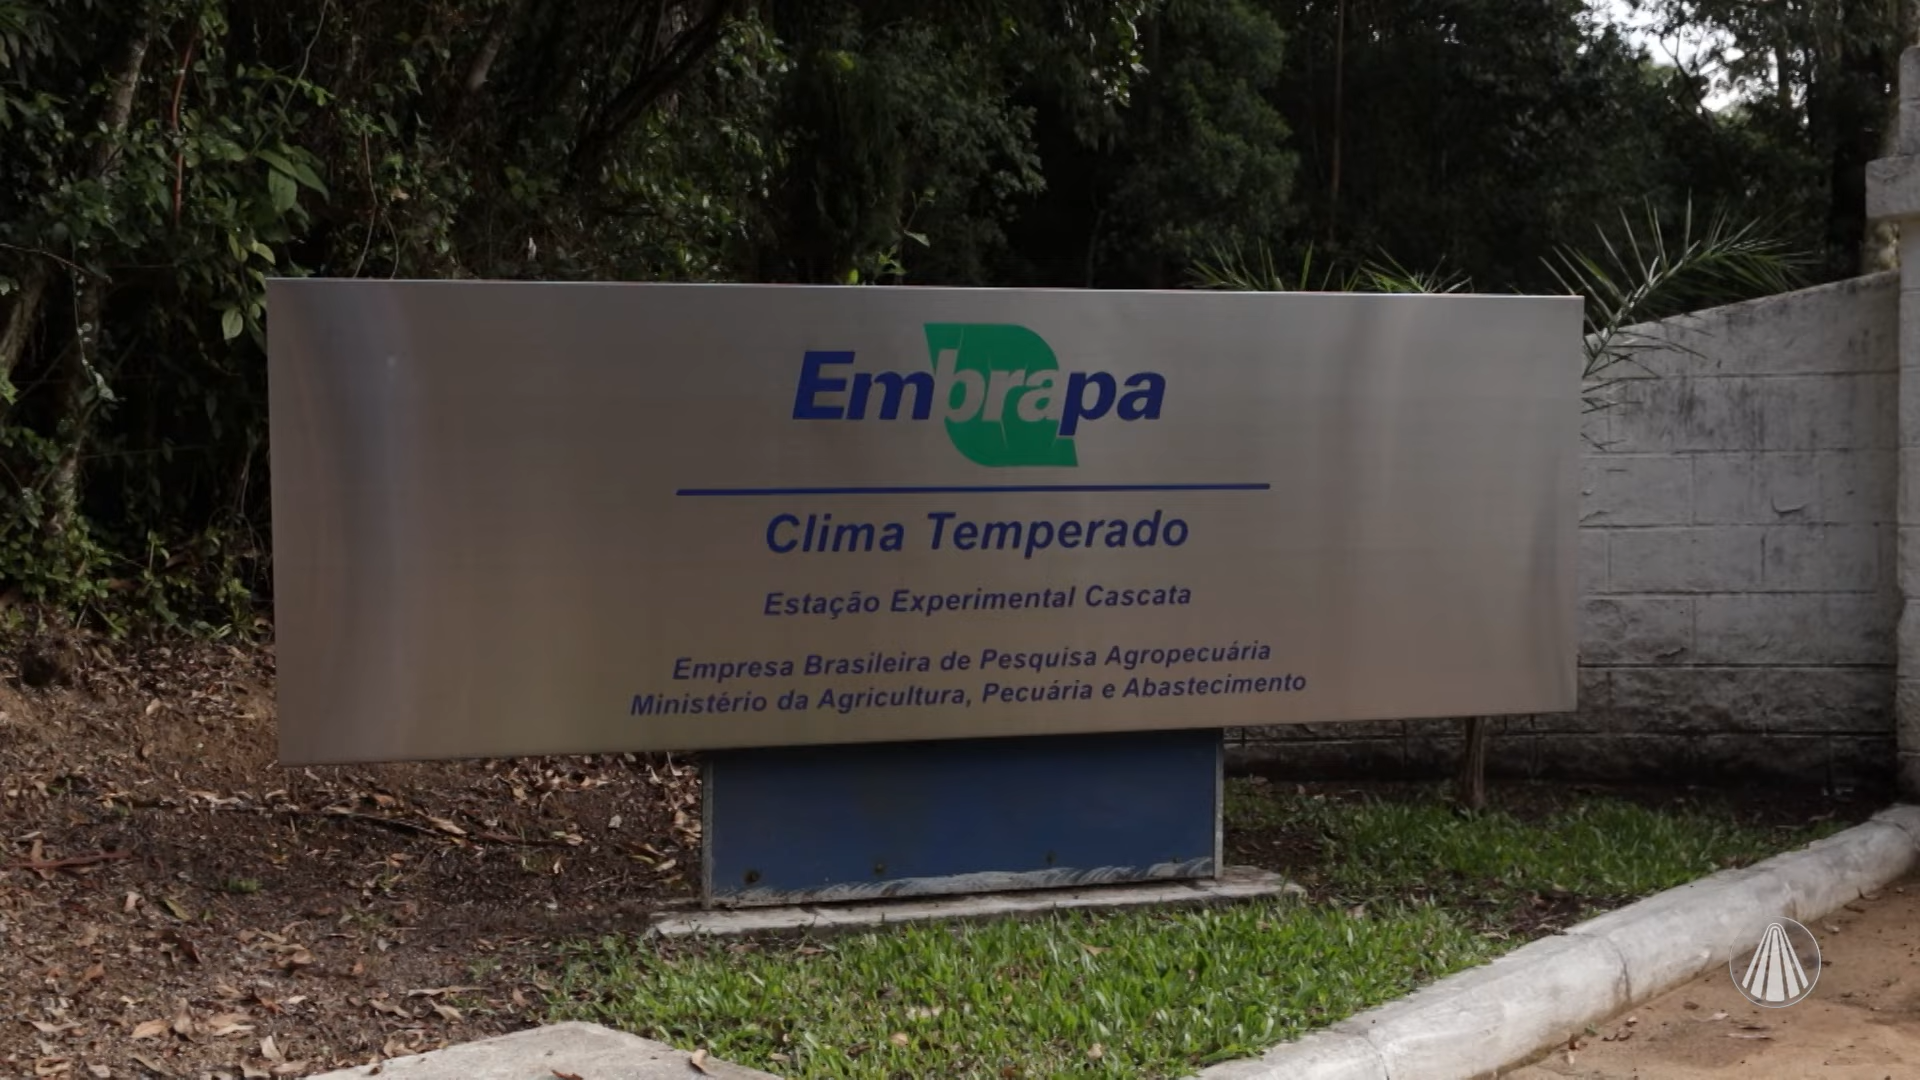 Embrapa
Clima Temperado
Estação Experimental Cascata
Empresa Brasileira de Pesquisa Agropecuária
Ministério da Agricultura, Pecuária e Abastecimento